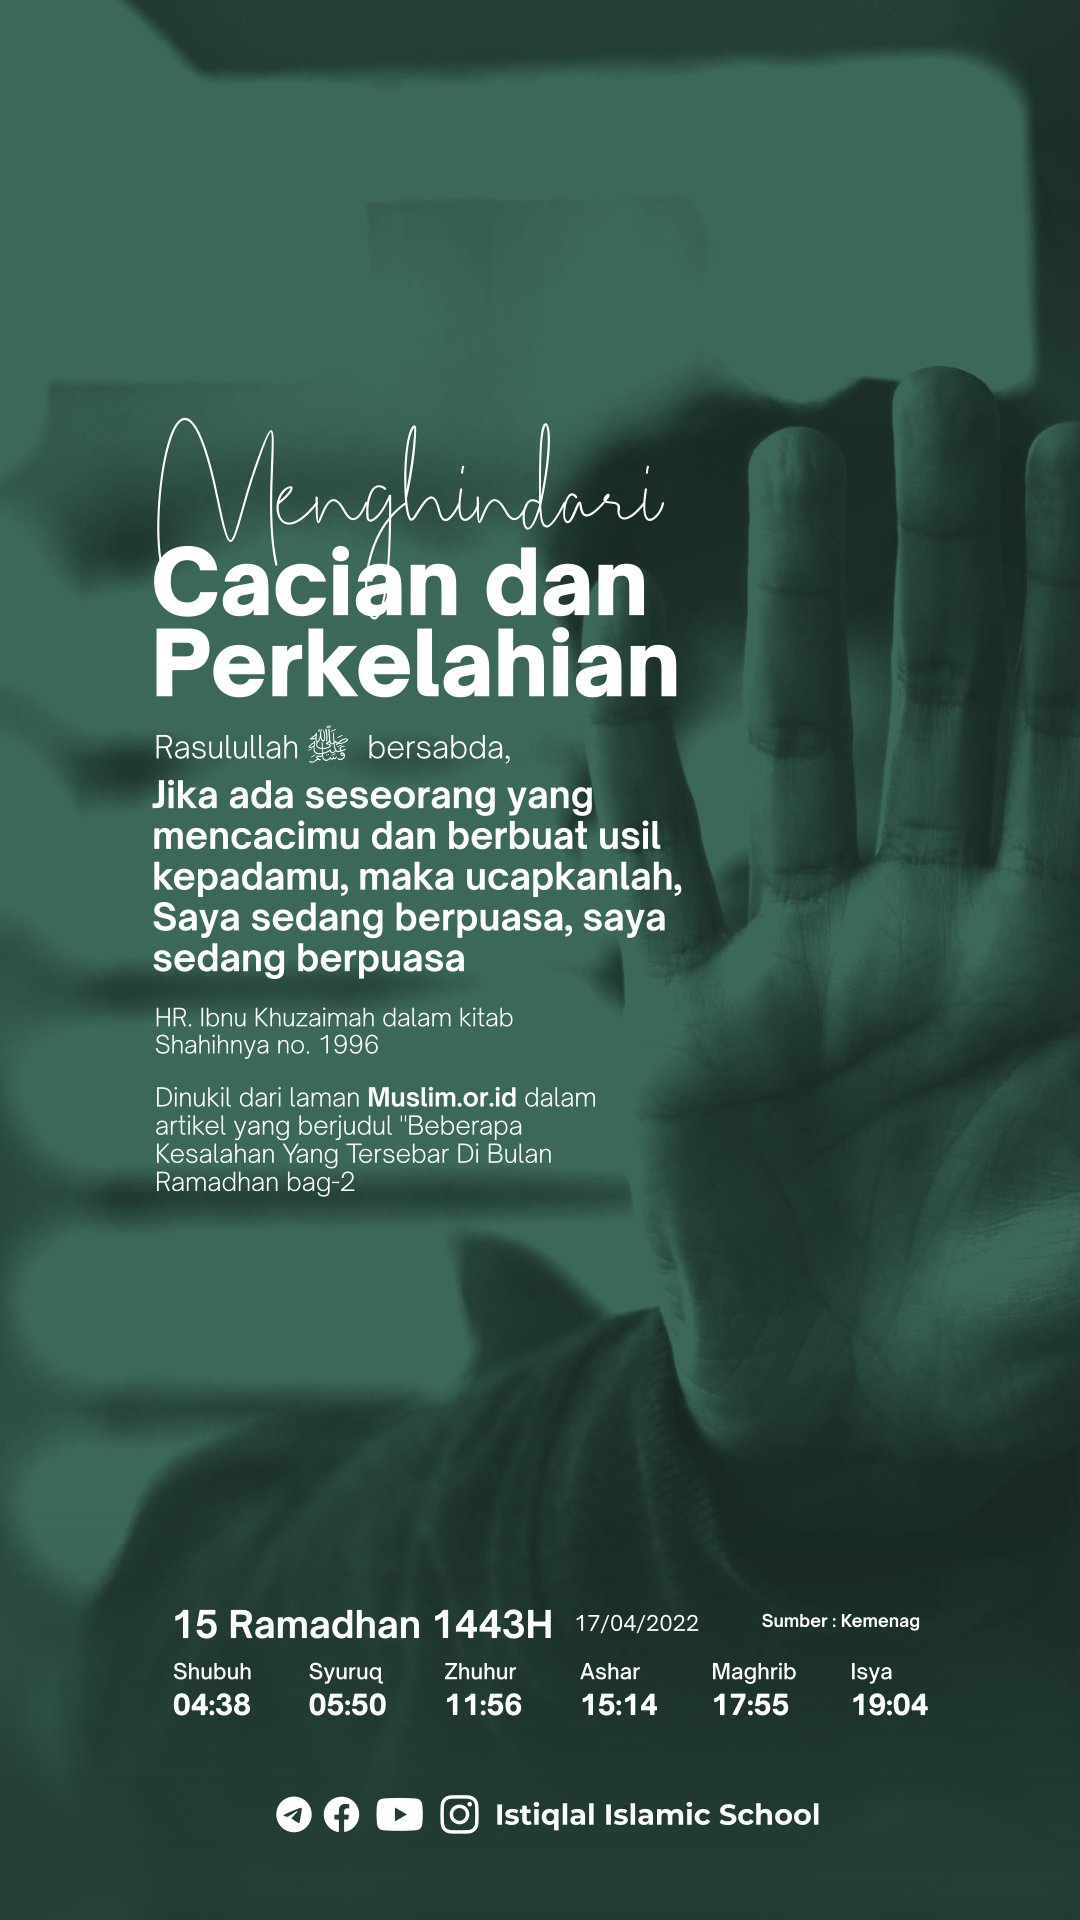 Menghindari
Cacian dan
Perkelahian
Rasulullah ﷺ bersabda,
Jika ada seseorang yang
mencacimu dan berbuat usil
kepadamu, maka ucapkanlah,
Saya sedang berpuasa, saya
sedang berpuasa
HR. Ibnu Khuzaimah dalam kitab
Shahihnya no. 1996
Dinukil dari laman Muslim.or.id dalam
artikel yang berjudul "Beberapa
Kesalahan Yang Tersebar Di Bulan
Ramadhan bag-2
15 Ramadhan 1443H 17/04/2022 Sumber : Kemenag
Shubuh Syuruq Zhuhur Ashar Maghrib Isya
04:38 05:50 11:56 15:14 17:55 19:04
Istiqlal Islamic School